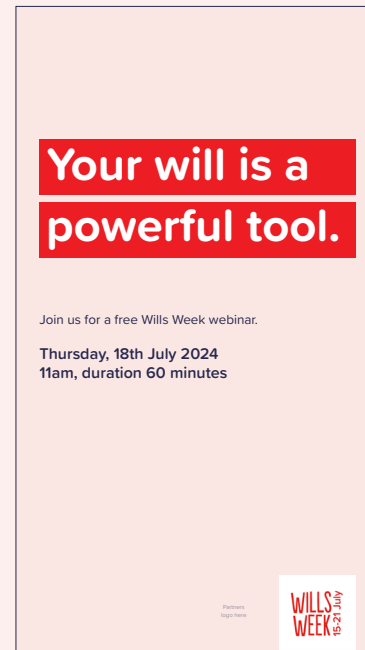 Your will is a
powerful tool.
Join us for a free Wills Week webinar.
Thursday, 18th July 2024
11am, duration 60 minutes
Partners
logo here
WILLS
WEEK
15-21 July